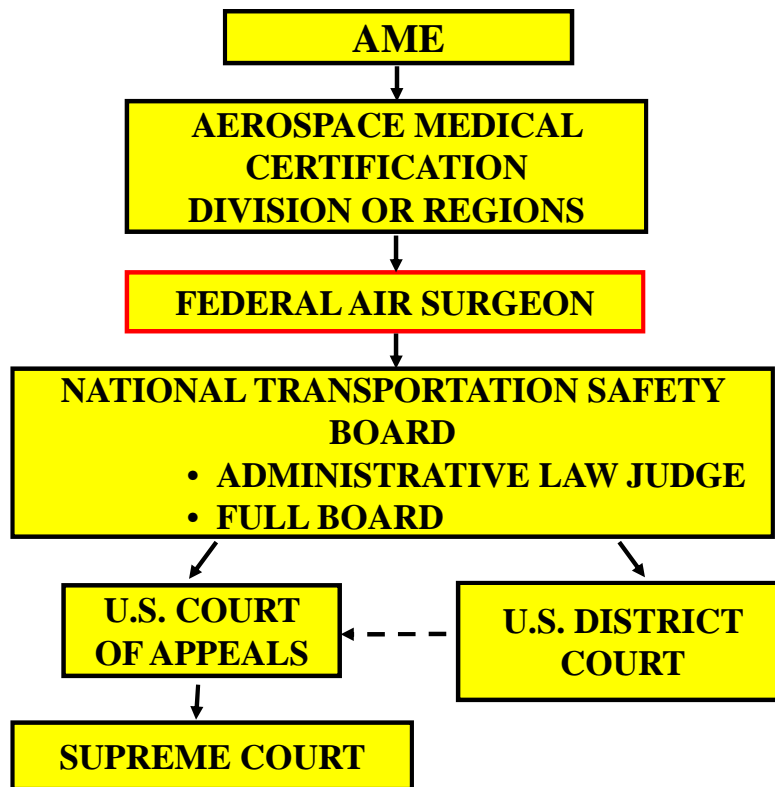 AME
AEROSPACE MEDICAL
CERTIFICATION
DIVISION OR REGIONS
FEDERAL AIR SURGEON
NATIONAL TRANSPORTATION SAFETY
BOARD
• ADMINISTRATIVE LAW JUDGE
• FULL BOARD
U.S. COURT
OF APPEALS
U.S. DISTRICT
COURT
SUPREME COURT